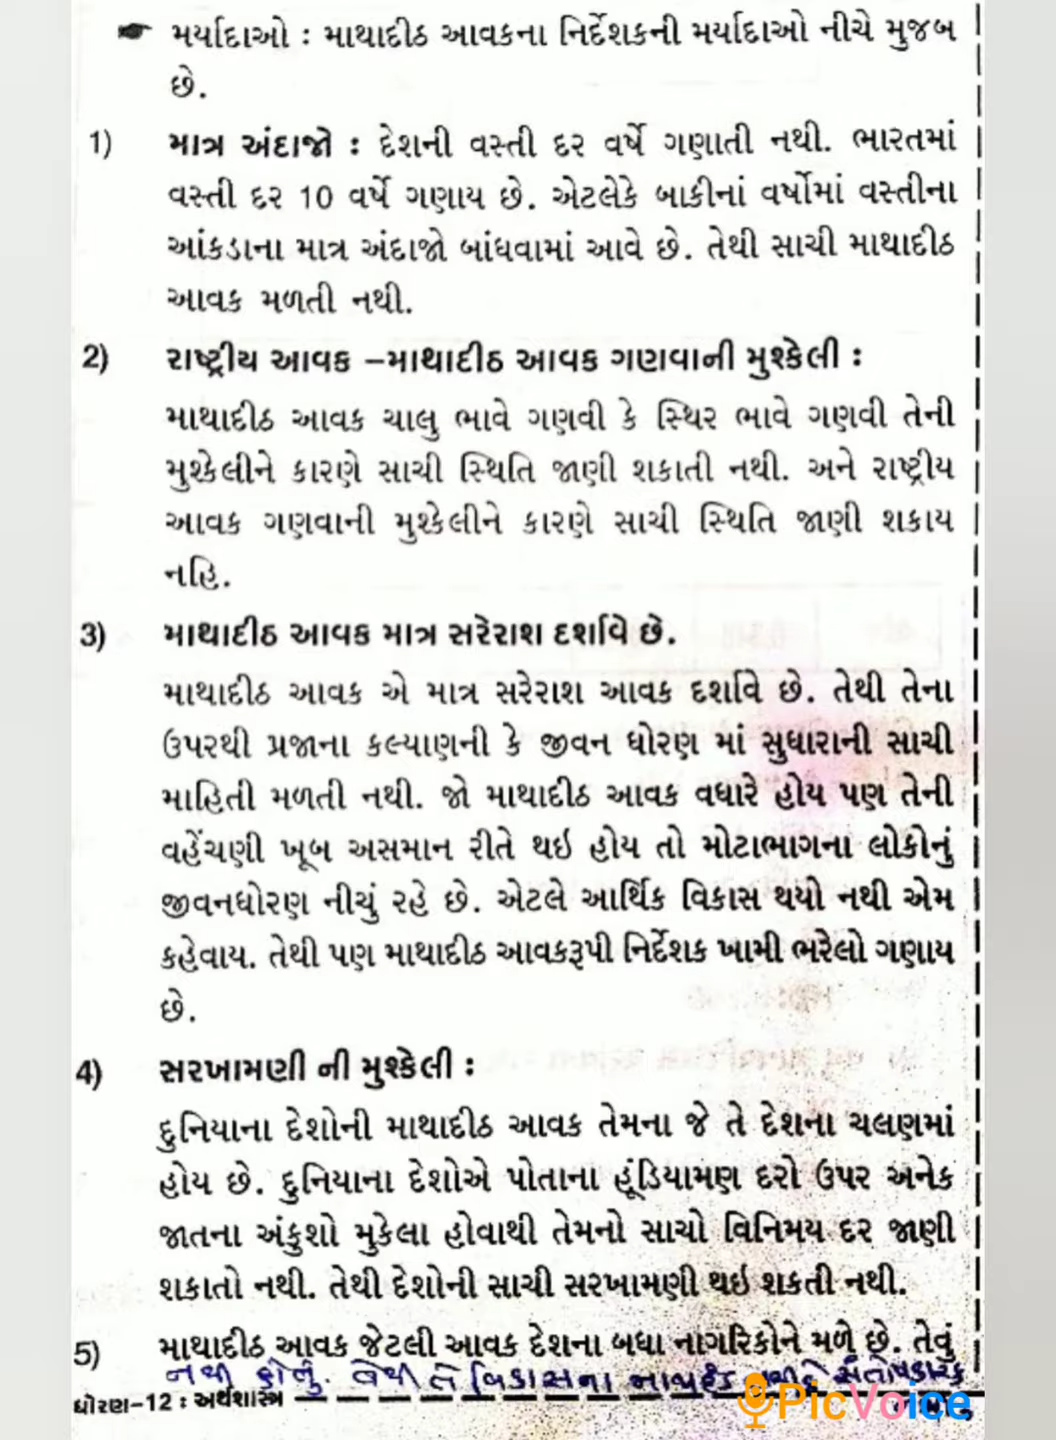 ☛ મર્યાદાઓ : માથાદીઠ આવકના નિર્દેશકની મર્યાદાઓ નીચે મુજબ
છે.
1) માત્ર અંદાજો : દેશની વસ્તી દર વર્ષે ગણાતી નથી. ભારતમાં
વસ્તી દર 10 વર્ષે ગણાય છે. એટલેકે બાકીનાં વર્ષોમાં વસ્તીના
આંકડાના માત્ર અંદાજો બાંધવામાં આવે છે. તેથી સાચી માથાદીઠ
આવક મળતી નથી.
2) રાષ્ટ્રીય આવક –માથાદીઠ આવક ગણવાની મુશ્કેલી :
માથાદીઠ આવક ચાલુ ભાવે ગણવી કે સ્થિર ભાવે ગણવી તેની
મુશ્કેલીને કારણે સાચી સ્થિતિ જાણી શકાતી નથી. અને રાષ્ટ્રીય
આવક ગણવાની મુશ્કેલીને કારણે સાચી સ્થિતિ જાણી શકાય
નહિ.
3) માથાદીઠ આવક માત્ર સરેરાશ દર્શાવે છે.
માથાદીઠ આવક એ માત્ર સરેરાશ આવક દર્શાવે છે. તેથી તેના
ઉપરથી પ્રજાના કલ્યાણની કે જીવન ધોરણ માં સુધારાની સાચી
માહિતી મળતી નથી. જો માથાદીઠ આવક વધારે હોય પણ તેની
વહેંચણી ખૂબ અસમાન રીતે થઇ હોય તો મોટાભાગના લોકોનું
જીવનધોરણ નીચું રહે છે. એટલે આર્થિક વિકાસ થયો નથી એમ
કહેવાય. તેથી પણ માથાદીઠ આવકરૂપી નિર્દેશક ખામી ભરેલો ગણાય
છે.
4) સરખામણી ની મુશ્કેલી :
દુનિયાના દેશોની માથાદીઠ આવક તેમના જે તે દેશના ચલણમાં
હોય છે. દુનિયાના દેશોએ પોતાના હૂંડિયામણ દરો ઉપર અનેક
જાતના અંકુશો મુકેલા હોવાથી તેમનો સાચો વિનિમય દર જાણી
શકાતો નથી. તેથી દેશોની સાચી સરખામણી થઇ શકતી નથી.
5) માથાદીઠ આવક જેટલી આવક દેશના બધા નાગરિકોને મળે છે. તેવું
નથી હોતું. તેથી તે વિકાસના સંતોષકારક
ધોરણ–12 : અર્થશાસ્ત્ર
PicVoice